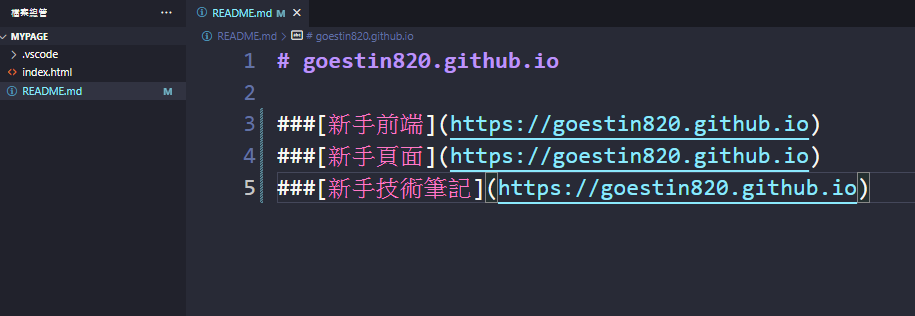 檔案總管 ···
README.md M ×
MYPAGE
README.md > # goestin820.github.io
.vscode
index.html
README.md M
1 # goestin820.github.io
2
3 ###[新手前端](https://goestin820.github.io)
4 ###[新手頁面](https://goestin820.github.io)
5 ###[新手技術筆記](https://goestin820.github.io)